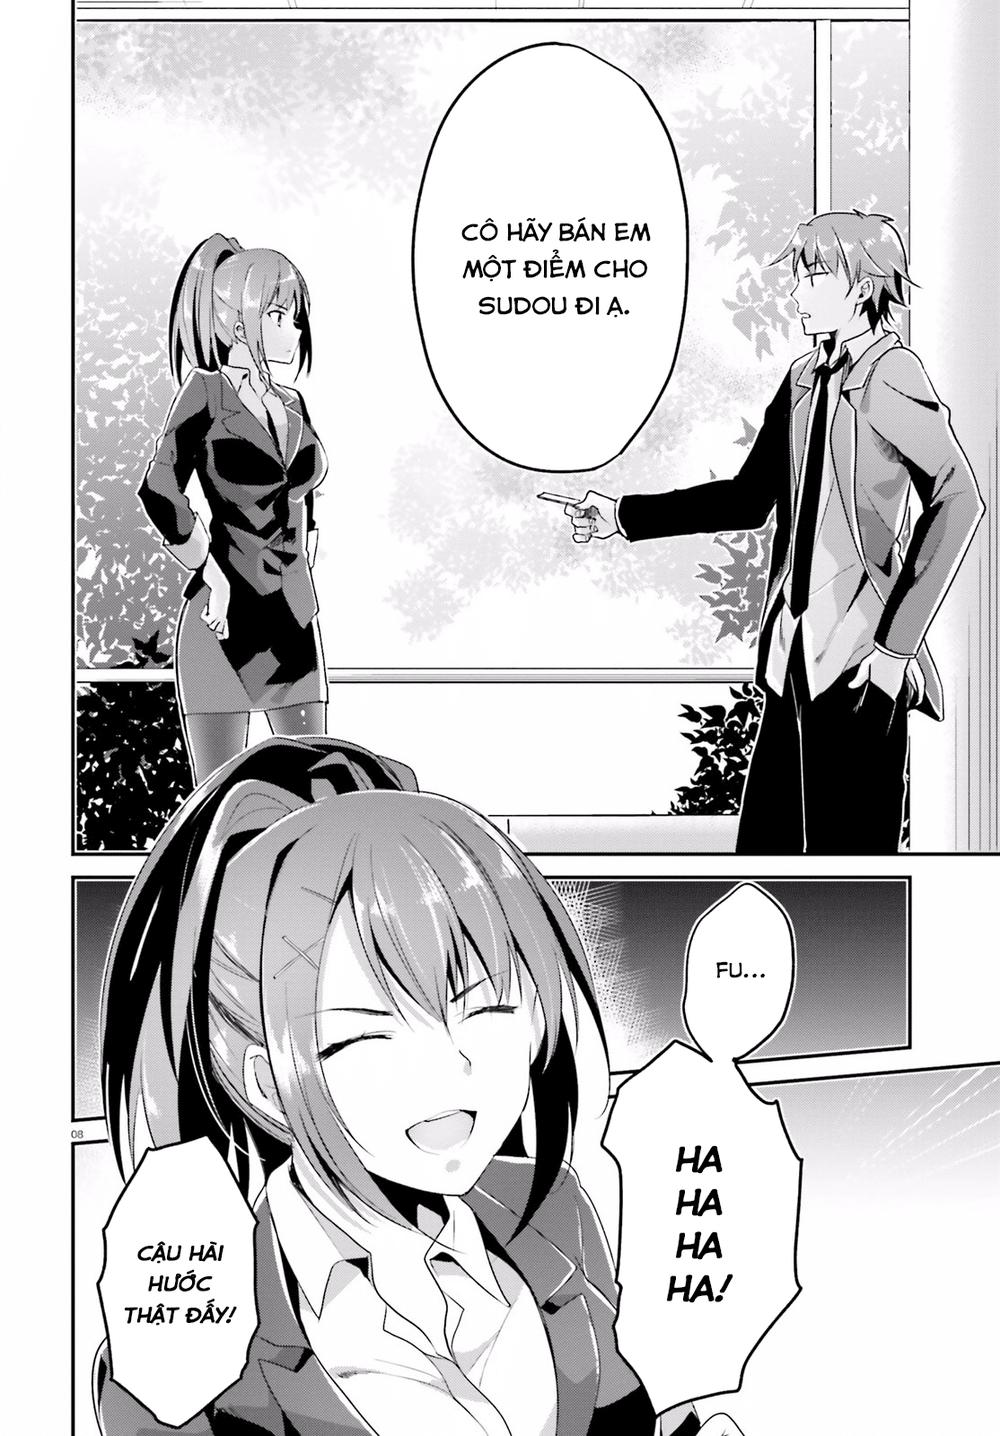 CÔ HÃY BÁN EM
MỘT ĐIỂM CHO
SUDOU ĐI Ạ.
FU...
HA
HA
HA
HA!
08
CẬU HÀI
HƯỚC
THẬT ĐẤY!